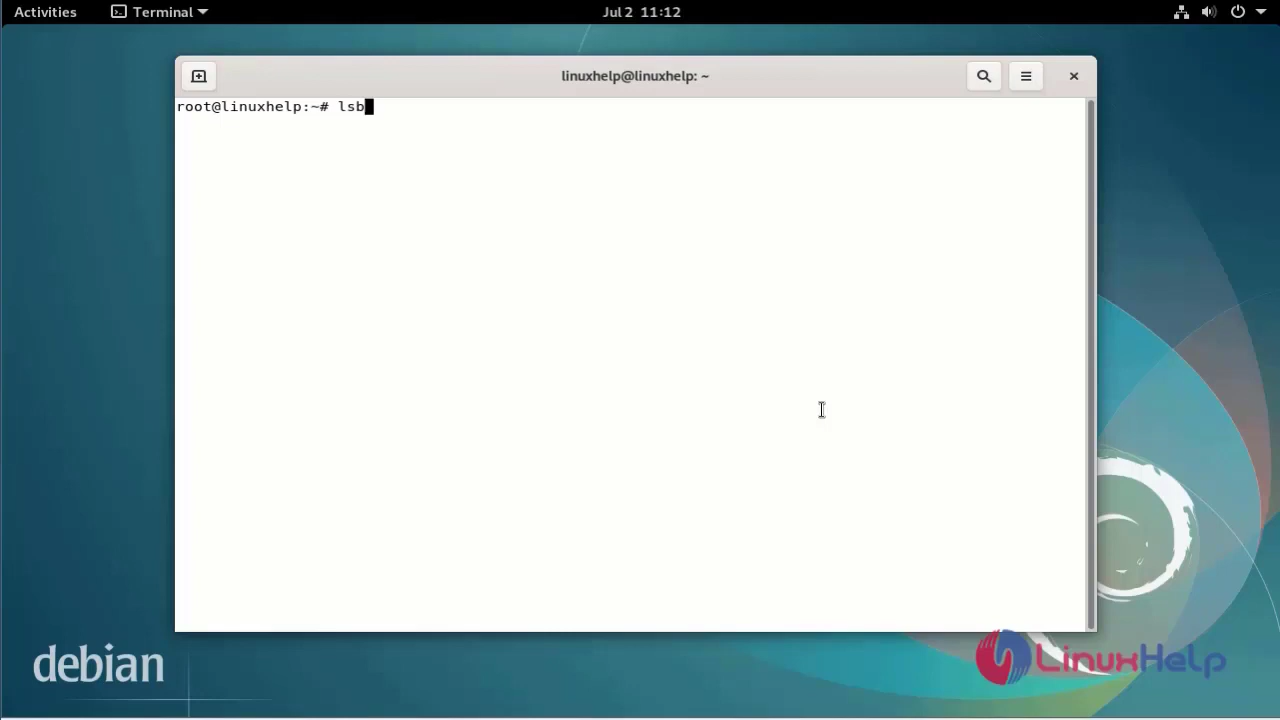 Activities
Terminal
Jul 2 11:12
linuxhelp@linuxhelp: ~
root@linuxhelp:~# lsb
debian
LinuxHelp